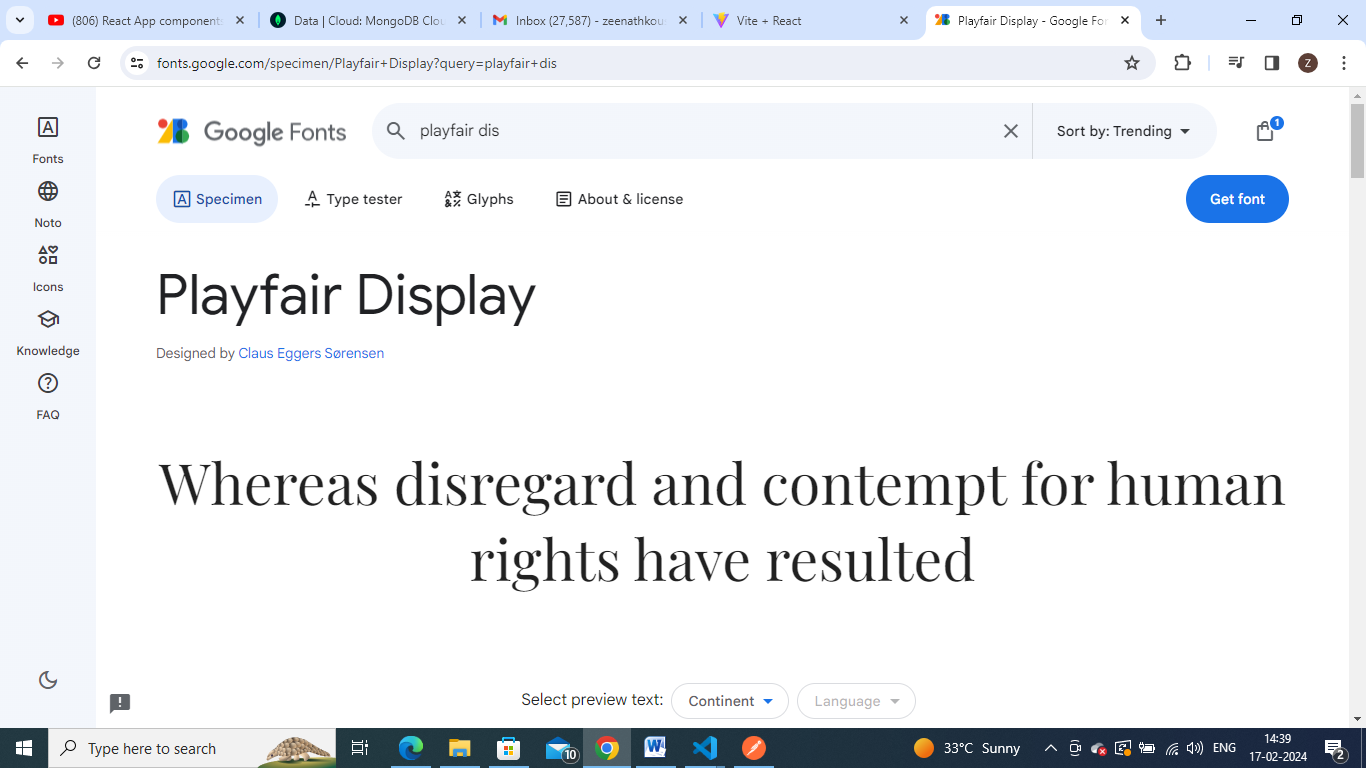 (806) React App component
Data | Cloud: MongoDB Clou
Inbox (27,587) - zeenathkou
Vite + React
Playfair Display - Google Fon
fonts.google.com/specimen/Playfair+Display?query=playfair+dis
Z
Google Fonts
playfair dis
Sort by: Trending
1
Fonts
Noto
Icons
Knowledge
FAQ
Specimen
Type tester
Glyphs
About & license
Get font
Playfair Display
Designed by Claus Eggers Sørensen
Whereas disregard and contempt for human
rights have resulted
Select preview text: Continent Language
Type here to search
10
33°C Sunny
ENG
14:39
17-02-2024
2